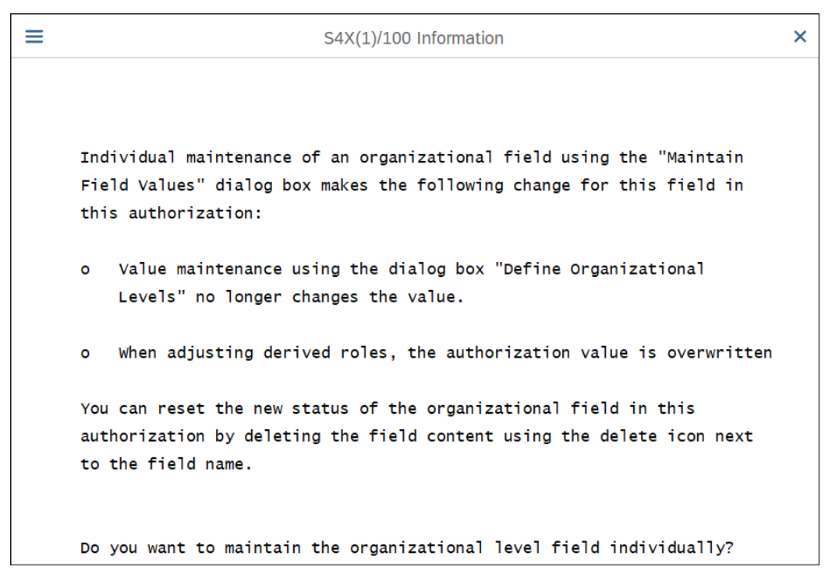 S4X(1)/100 Information
Individual maintenance of an organizational field using the "Maintain
Field Values" dialog box makes the following change for this field in
this authorization:
o Value maintenance using the dialog box "Define Organizational
Levels" no longer changes the value.
o When adjusting derived roles, the authorization value is overwritten
You can reset the new status of the organizational field in this
authorization by deleting the field content using the delete icon next
to the field name.
Do you want to maintain the organizational level field individually?